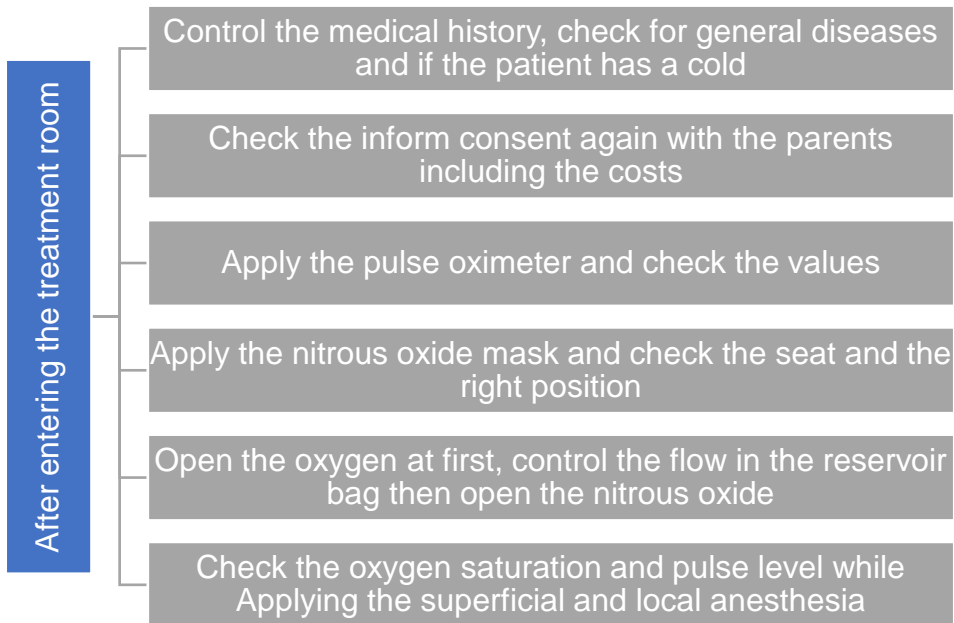 After entering the treatment room
Control the medical history, check for general diseases
and if the patient has a cold
Check the inform consent again with the parents
including the costs
Apply the pulse oximeter and check the values
Apply the nitrous oxide mask and check the seat and the
right position
Open the oxygen at first, control the flow in the reservoir
bag then open the nitrous oxide
Check the oxygen saturation and pulse level while
Applying the superficial and local anesthesia